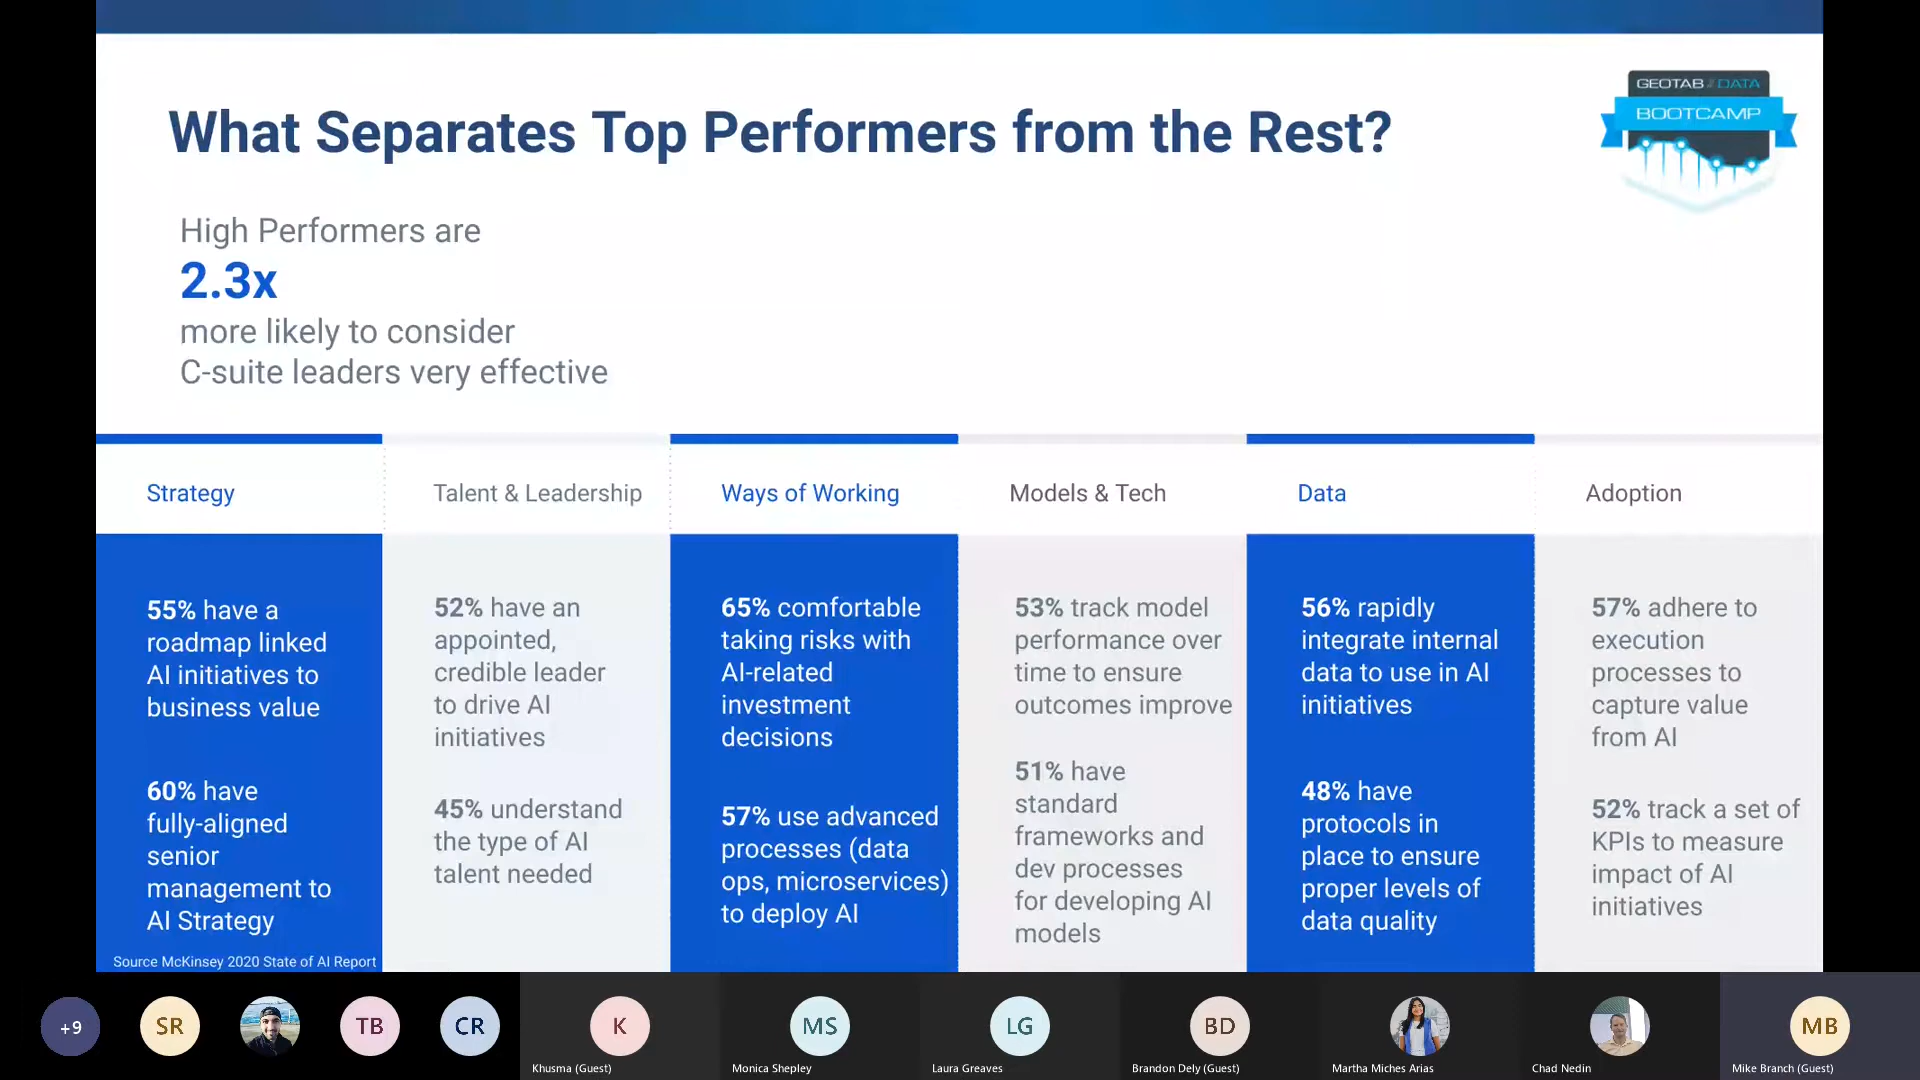 What Separates Top Performers from the Rest?
GEOTAB // DATA
BOOTCAMP
High Performers are
2.3x
more likely to consider
C-suite leaders very effective
Strategy
55% have a
roadmap linked
AI initiatives to
business value
60% have
fully-aligned
senior
management to
AI Strategy
Source McKinsey 2020 State of AI Report
Talent & Leadership
52% have an
appointed,
credible leader
to drive AI
initiatives
45% understand
the type of AI
talent needed
Ways of Working
65% comfortable
taking risks with
AI-related
investment
decisions
57% use advanced
processes (data
ops, microservices)
to deploy AI
Models & Tech
53% track model
performance over
time to ensure
outcomes improve
51% have
standard
frameworks and
dev processes
for developing AI
models
Data
56% rapidly
integrate internal
data to use in AI
initiatives
48% have
protocols in
place to ensure
proper levels of
data quality
Adoption
57% adhere to
execution
processes to
capture value
from AI
52% track a set of
KPIs to measure
impact of AI
initiatives
+9
SR
TB
CR
K
Khusma (Guest)
MS
Monica Shepley
LG
Laura Greaves
BD
Brandon Dely (Guest)
Martha Miches Arias
Chad Nedin
MB
Mike Branch (Guest)